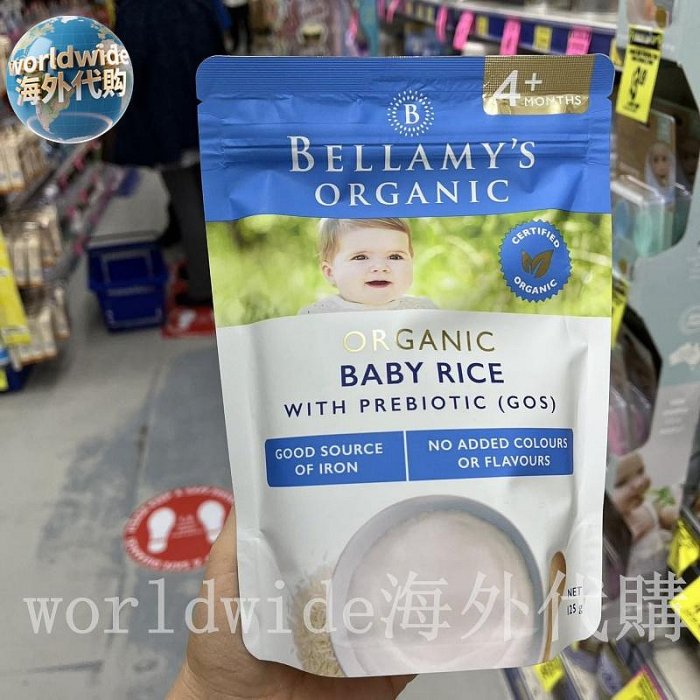 worldwide
海外代购
4+
MONTHS
B
BELLAMY'S
ORGANIC
CERTIFIED
ORGANIC
ORGANIC
BABY RICE
WITH PREBIOTIC (GOS)
GOOD SOURCE
OF IRON
NO ADDED COLOURS
OR FLAVOURS
NET
worldwide海外代購